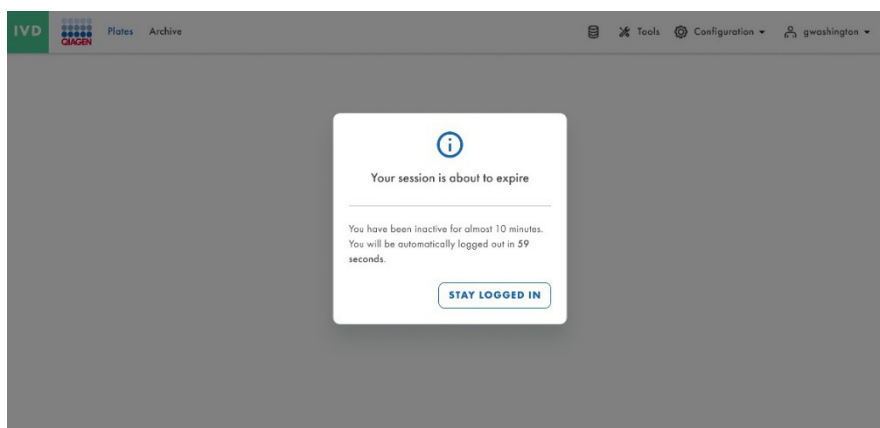 IVD QIAGEN Plates Archive Tools Configuration gwashington
Your session is about to expire
You have been inactive for almost 10 minutes.
You will be automatically logged out in 59
seconds.
STAY LOGGED IN